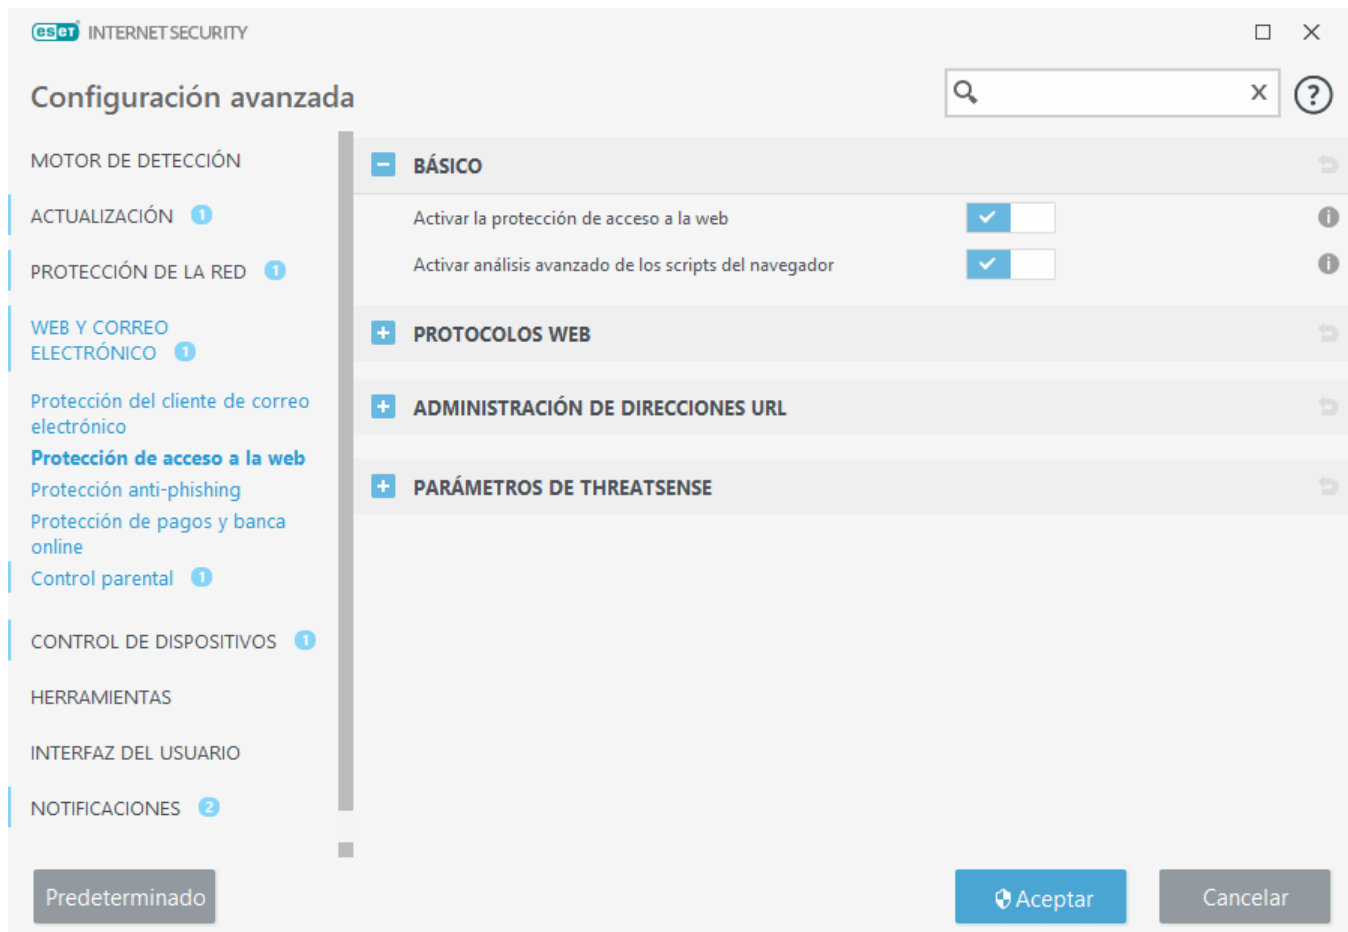 eset INTERNET SECURITY
Configuración avanzada
x
?
MOTOR DE DETECCIÓN
ACTUALIZACIÓN 1
PROTECCIÓN DE LA RED 1
WEB Y CORREO
ELECTRÓNICO 1
Protección del cliente de correo
electrónico
Protección de acceso a la web
Protección anti-phishing
Protección de pagos y banca
online
Control parental 1
CONTROL DE DISPOSITIVOS 1
HERRAMIENTAS
INTERFAZ DEL USUARIO
NOTIFICACIONES 2
BÁSICO
Activar la protección de acceso a la web
Activar análisis avanzado de los scripts del navegador
PROTOCOLOS WEB
ADMINISTRACIÓN DE DIRECCIONES URL
PARÁMETROS DE THREATSENSE
Predeterminado
Aceptar
Cancelar